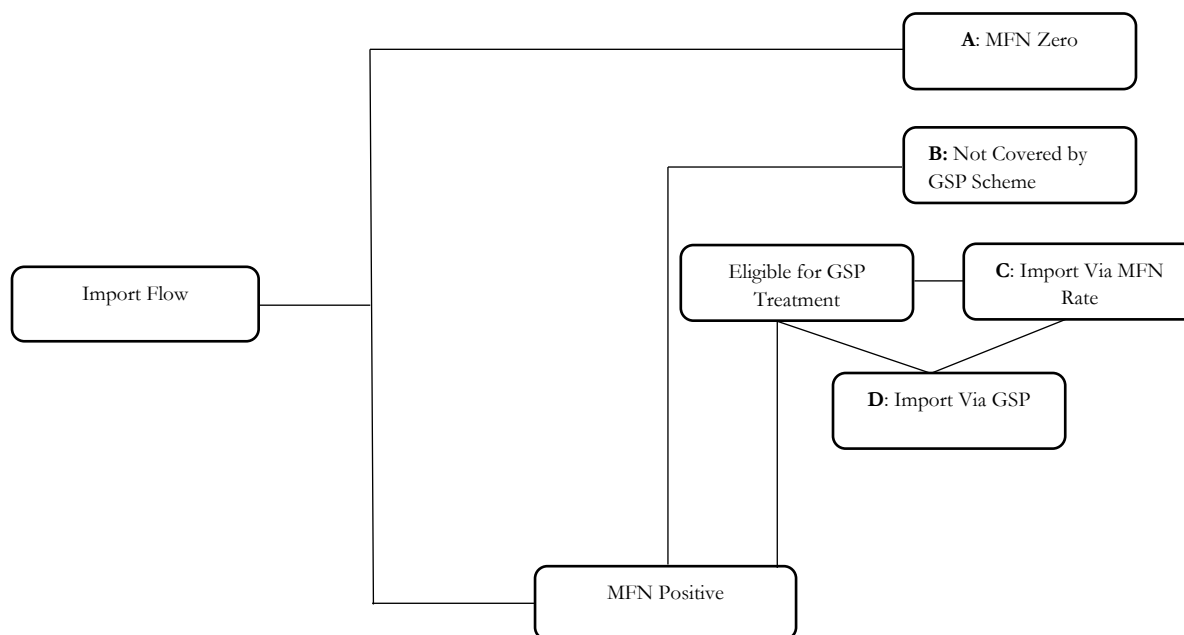 A: MFN Zero
B: Not Covered by
GSP Scheme
Eligible for GSP
Treatment
C: Import Via MFN
Rate
Import Flow
D: Import Via GSP
MFN Positive